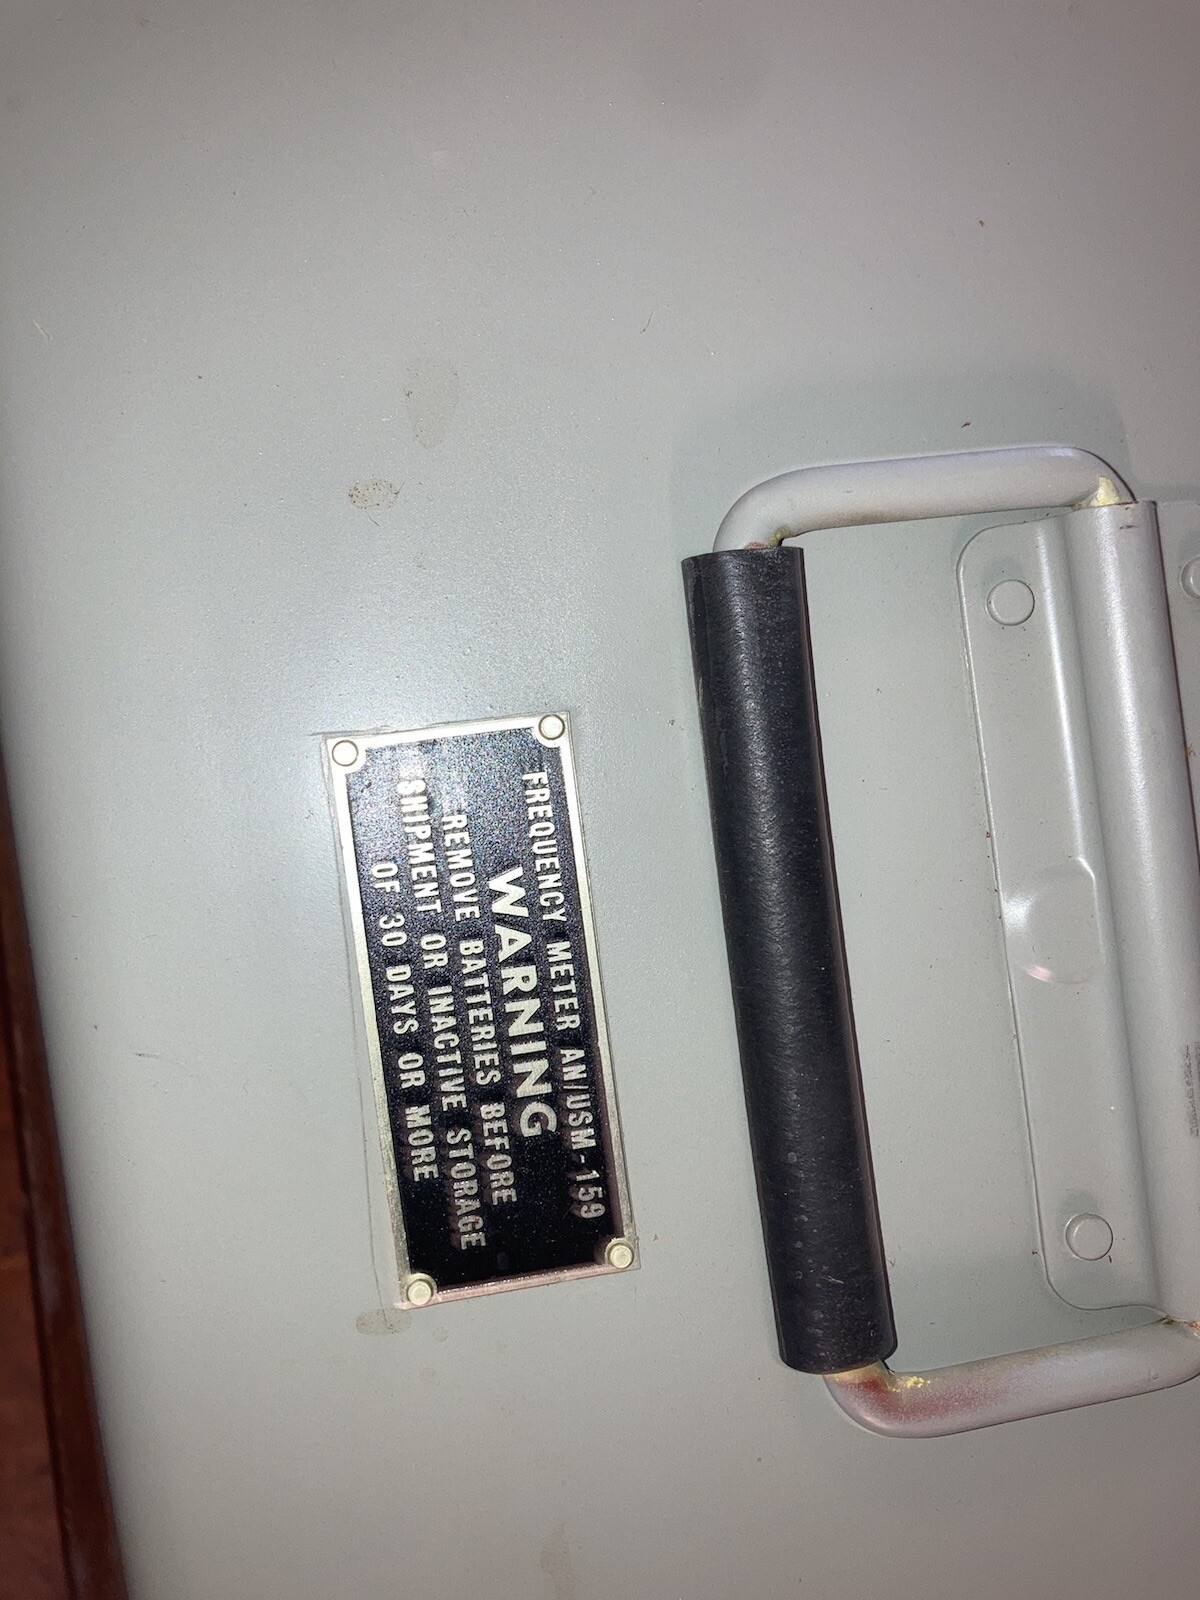 FREQUENCY METER AN/USM-159
WARNING
REMOVE BATTERIES BEFORE
SHIPMENT OR INACTIVE STORAGE
OF 30 DAYS OR MORE